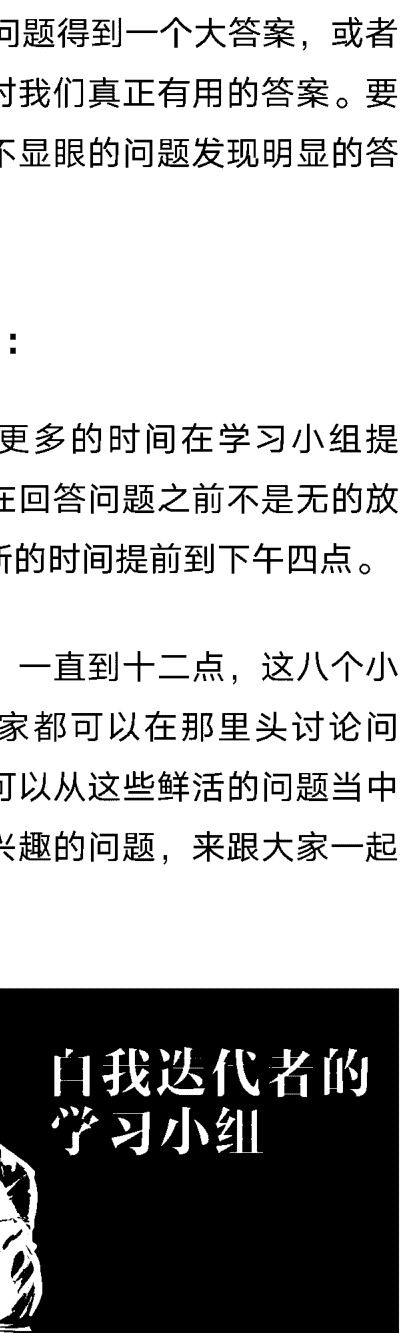 问题得到一个大答案，或者
对我们真正有用的答案。要
不显眼的问题发现明显的答
：
更多的时间在学习小组提
在回答问题之前不是无的放
所的时间提前到下午四点。
一直到十二点，这八个小
家都可以在那里头讨论问
可以从这些鲜活的问题当中
兴趣的问题，来跟大家一起
自我迭代者的
学习小组